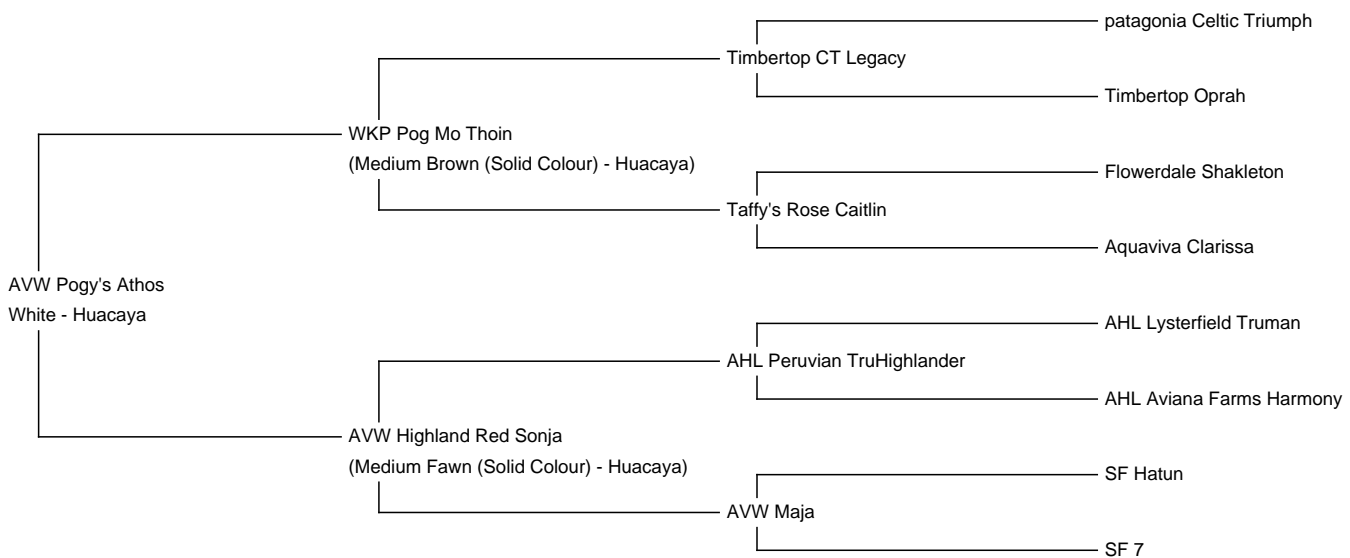 patagonia Celtic Triumph
Timbertop CT Legacy
Timbertop Oprah
WKP Pog Mo Thoin
(Medium Brown (Solid Colour) - Huacaya)
Flowerdale Shakleton
Taffy's Rose Caitlin
Aquaviva Clarissa
AVW Pogy's Athos
White - Huacaya
AHL Lysterfield Truman
AHL Peruvian TruHighlander
AHL Aviana Farms Harmony
AVW Highland Red Sonja
(Medium Fawn (Solid Colour) - Huacaya)
SF Hatun
AVW Maja
SF 7